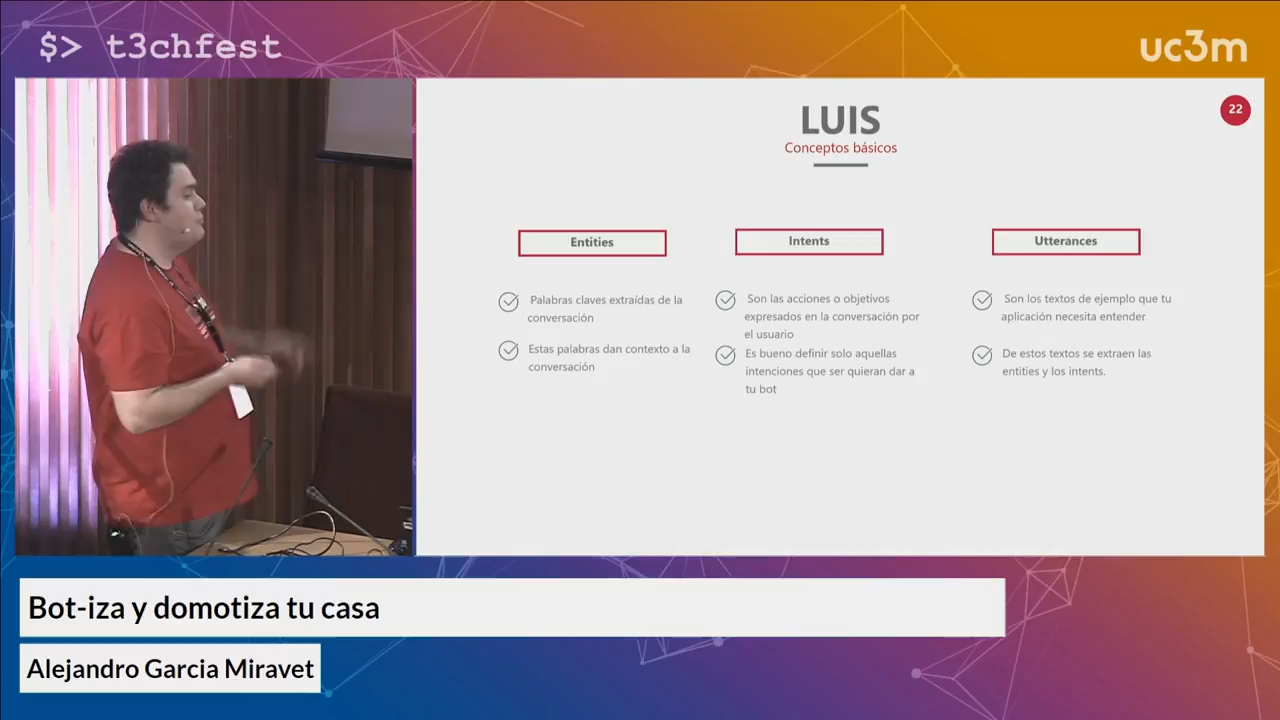 $> t3chfest
uc3m
LUIS
Conceptos básicos
22
Entities
Palabras claves extraídas de la
conversación
Estas palabras dan contexto a la
conversación
Intents
Son las acciones o objetivos
expresados en la conversación por
el usuario
Es bueno definir solo aquellas
intenciones que ser quieran dar a
tu bot
Utterances
Son los textos de ejemplo que tu
aplicación necesita entender
De estos textos se extraen las
entities y los intents.
Bot-iza y domotiza tu casa
Alejandro Garcia Miravet